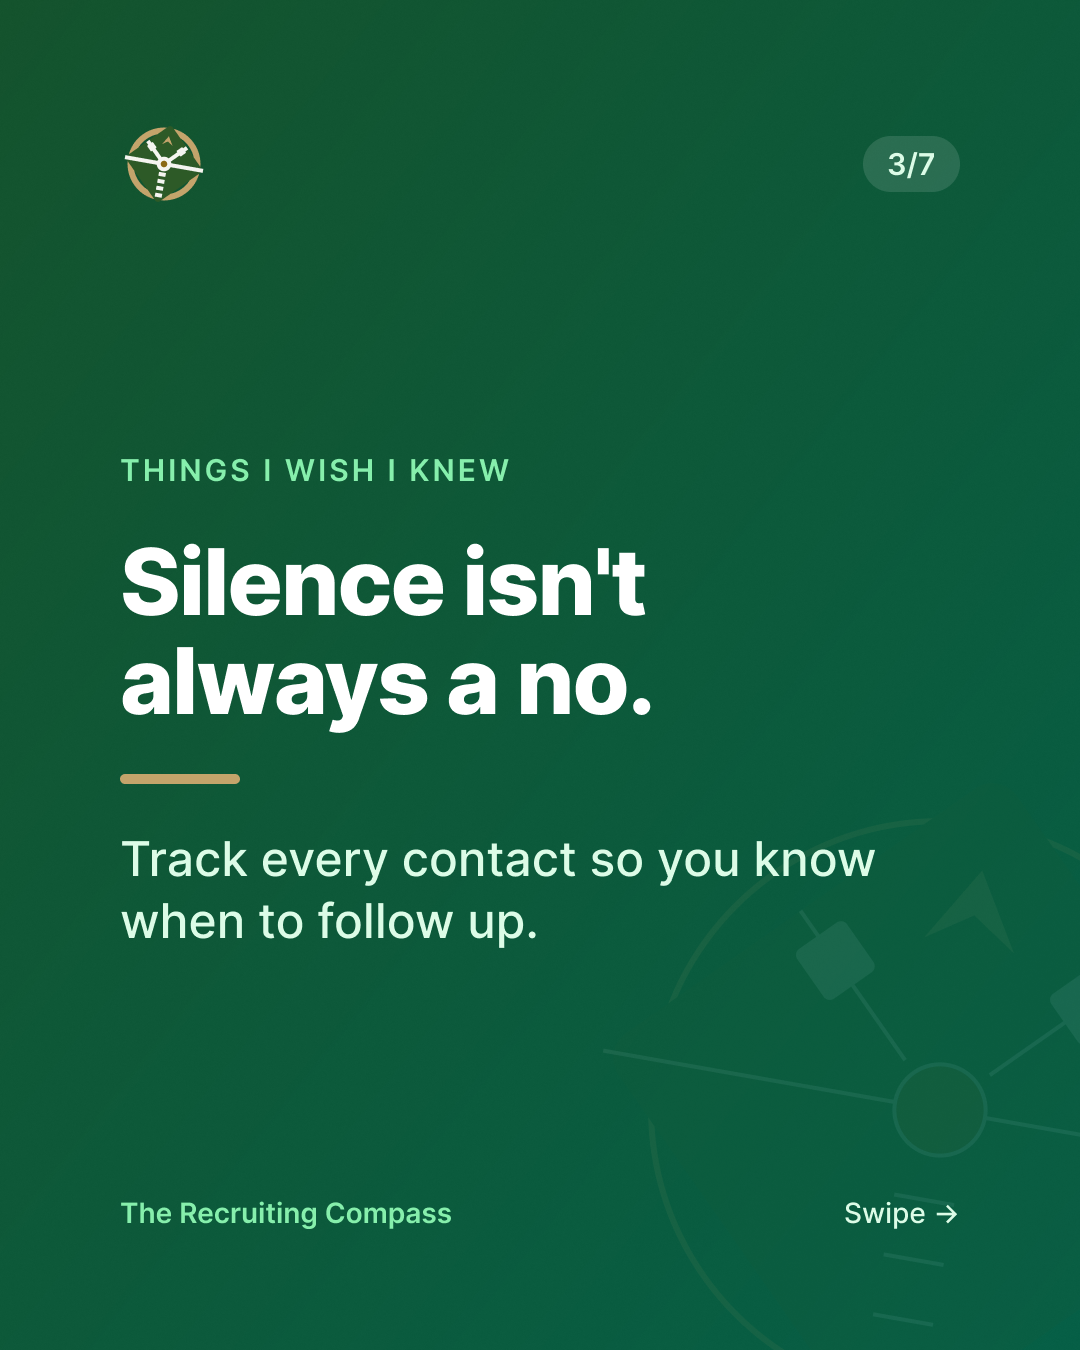 3/7
THINGS I WISH I KNEW
Silence isn't
always a no.
Track every contact so you know
when to follow up.
The Recruiting Compass
Swipe →